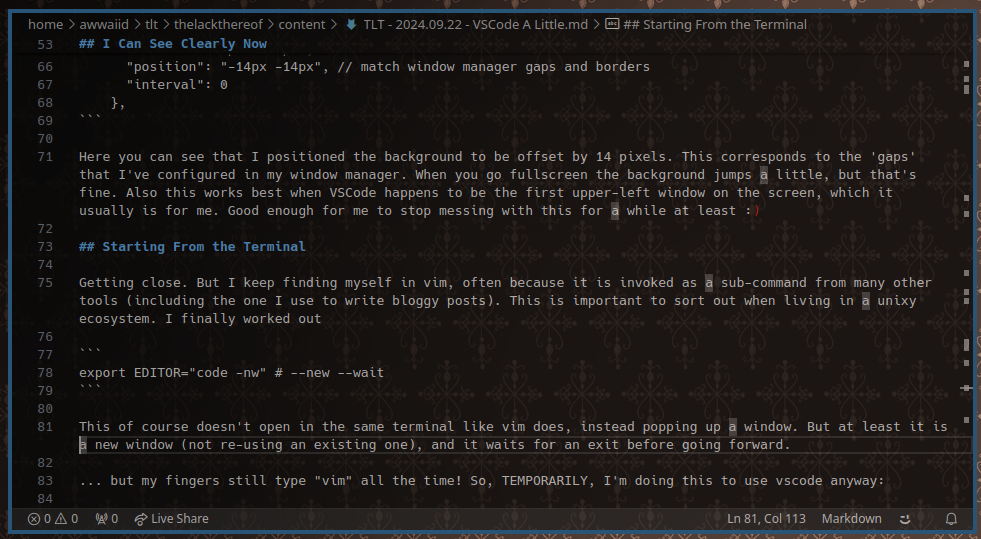 home > awwaiid > tlt > thelackthereof > content > TLT - 2024.09.22 - VSCode A Little.md > ## Starting From the Terminal
53 ## I Can See Clearly Now
66 "position": "-14px -14px", // match window manager gaps and borders
67 "interval": 0
68 },
69 ```
70
71 Here you can see that I positioned the background to be offset by 14 pixels. This corresponds to the 'gaps'
that I've configured in my window manager. When you go fullscreen the background jumps a little, but that's
fine. Also this works best when VSCode happens to be the first upper-left window on the screen, which it
usually is for me. Good enough for me to stop messing with this for a while at least :)
72
73 ## Starting From the Terminal
74
75 Getting close. But I keep finding myself in vim, often because it is invoked as a sub-command from many other
tools (including the one I use to write bloggy posts). This is important to sort out when living in a unixy
ecosystem. I finally worked out
76
77 ```
78 export EDITOR="code -nw" # --new --wait
79 ```
80
81 This of course doesn't open in the same terminal like vim does, instead popping up a window. But at least it is
a new window (not re-using an existing one), and it waits for an exit before going forward.
82
83 ... but my fingers still type "vim" all the time! So, TEMPORARILY, I'm doing this to use vscode anyway:
84
0 0 0 Live Share Ln 81, Col 113 Markdown